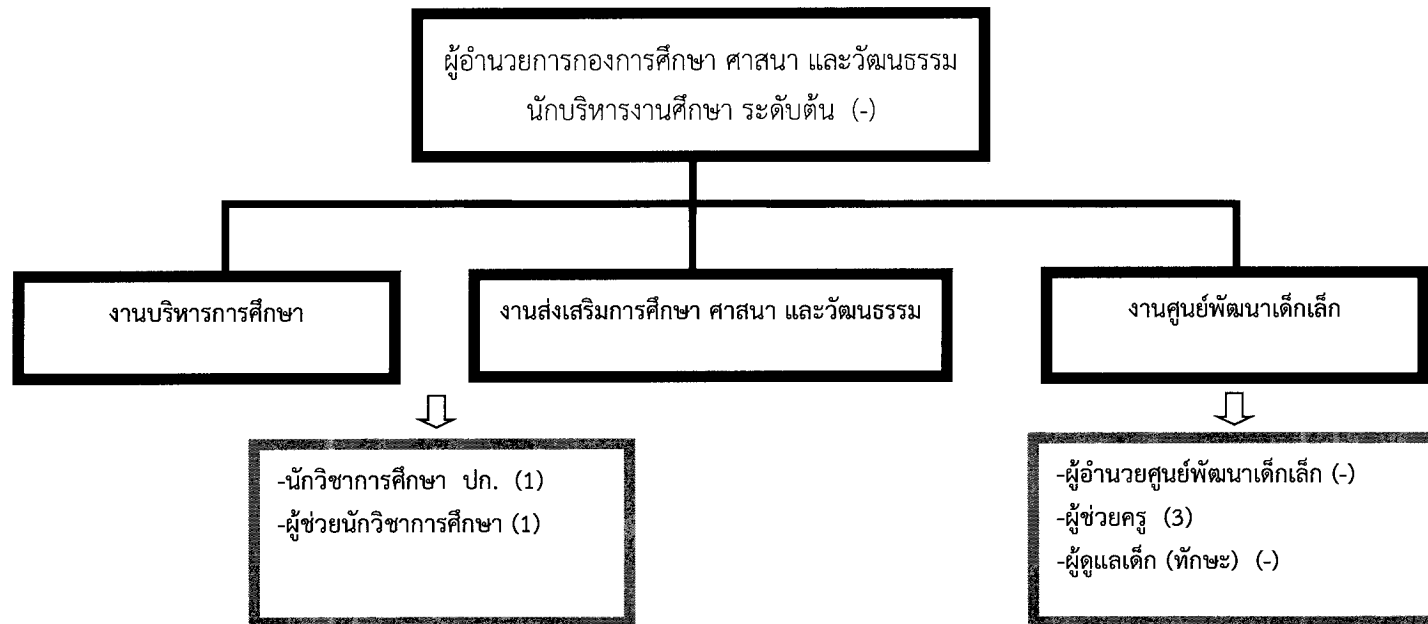 ผู้อำนวยการกองการศึกษา ศาสนา และวัฒนธรรม
นักบริหารงานศึกษา ระดับต้น (-)
งานบริหารการศึกษา
งานส่งเสริมการศึกษา ศาสนา และวัฒนธรรม
งานศูนย์พัฒนาเด็กเล็ก
-นักวิชาการศึกษา ปก. (1)
-ผู้ช่วยนักวิชาการศึกษา (1)
-ผู้อำนวยศูนย์พัฒนาเด็กเล็ก (-)
-ผู้ช่วยครู (3)
-ผู้ดูแลเด็ก (ทักษะ) (-)